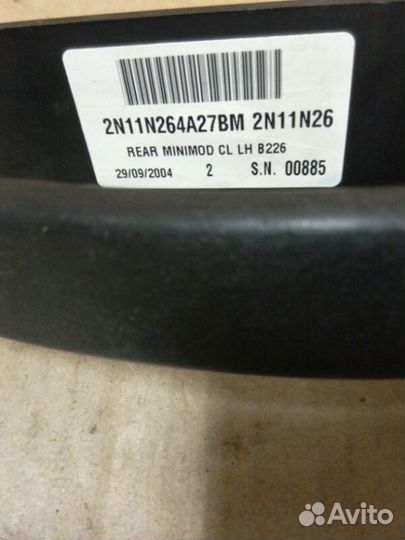 2N11N264A27BM 2N11N26
REAR MINIMOD CL LH B226
29/09/2004 2 S.N. 00885
Avito